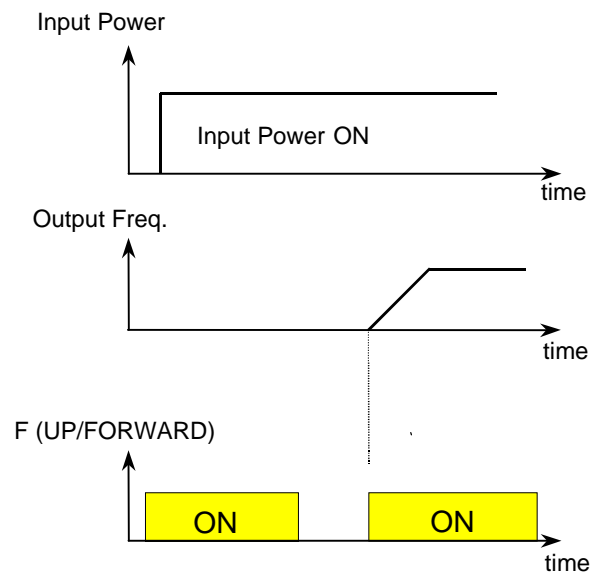 Input Power
Input Power ON
time
Output Freq.
time
F (UP/FORWARD)
ON ON
time